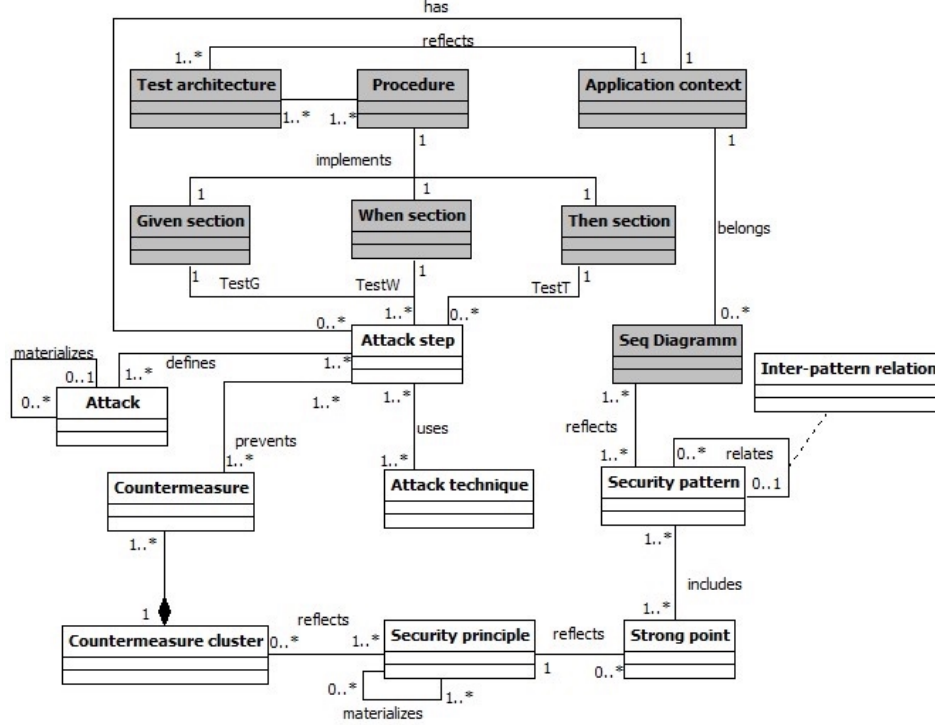 has
reflects
1..*
1
1
Test architecture
Procedure
Application context
1..*
1..*
1
1
implements
1
1
1
Given section
When section
Then section
belongs
1
TestG
TestW
1
TestT
1
0..*
1..*
0..*
0..*
Attack step
Seq Diagramm
materializes
0..1
1..*
defines
1..*
Inter-pattern relation
0..*
Attack
1..*
1..*
1..*
prevents
uses
reflects
0..*
relates
1..*
1..*
1..*
0..1
Countermeasure
Attack technique
Security pattern
1..*
1..*
includes
1
1..*
reflects
Countermeasure cluster
0..*
1..*
Security principle
reflects
Strong point
1
0..*
0..*
1..*
materializes